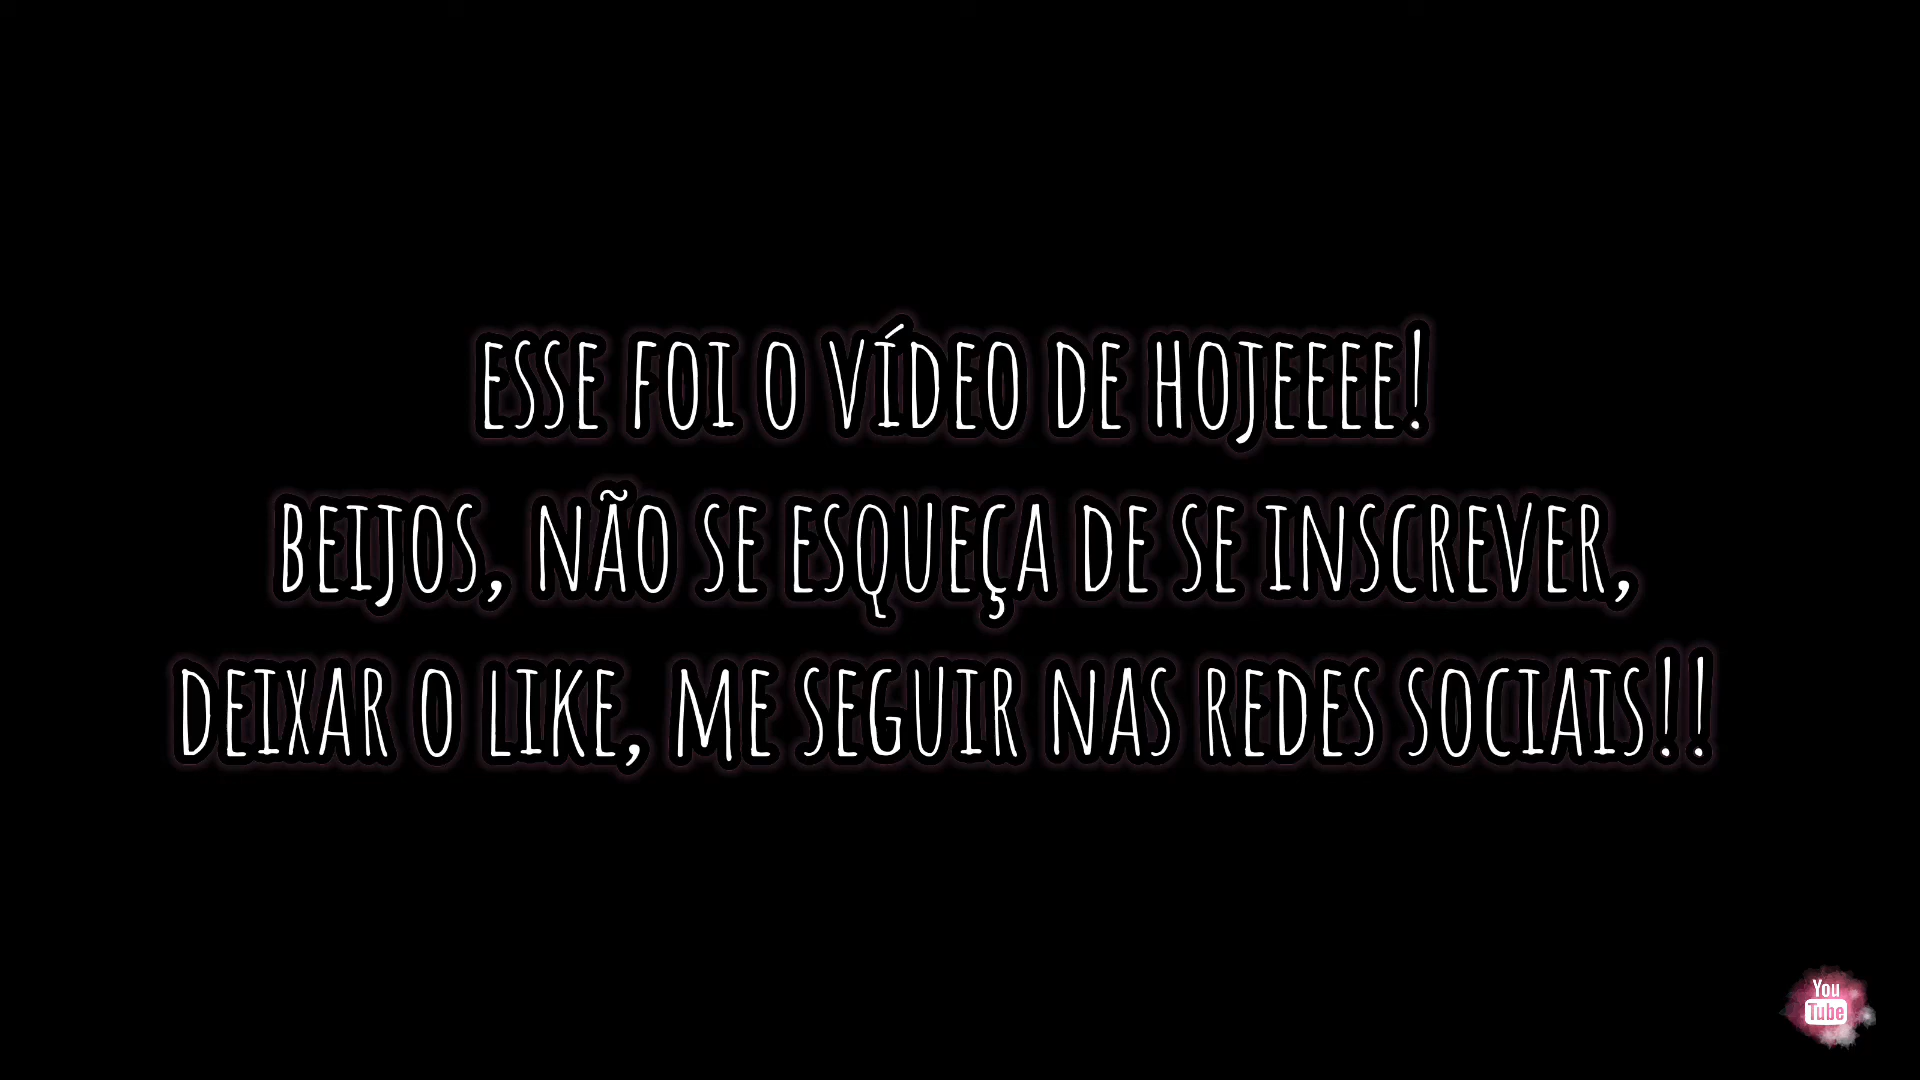 ESSE FOI O VÍDEO DE HOJEEEE!
BEIJOS, NÃO SE ESQUEÇA DE SE INSCREVER,
DEIXAR O LIKE, ME SEGUIR NAS REDES SOCIAIS!!
You
Tube